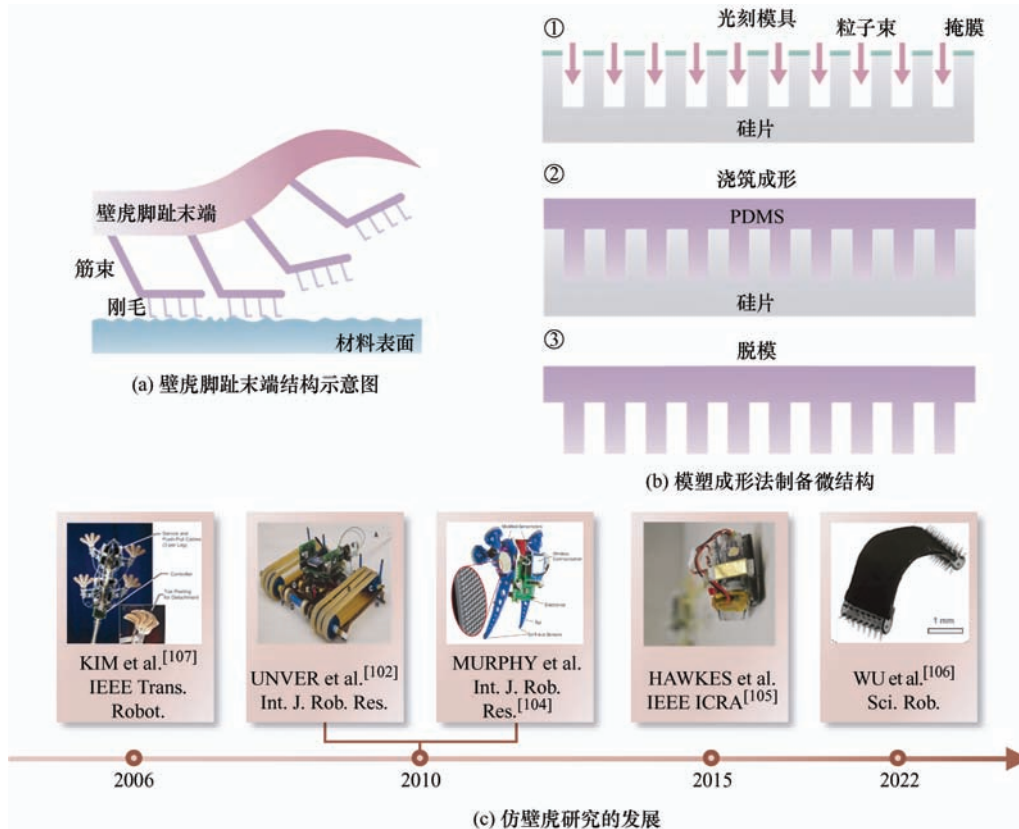 壁虎脚趾末端
筋束
刚毛
材料表面
(a) 壁虎脚趾末端结构示意图
①
光刻模具
粒子束
掩膜
硅片
②
浇筑成形
PDMS
硅片
③
脱模
(b) 模塑成形法制备微结构
Controller
KIM et al.[107]
IEEE Trans.
Robot.
UNVER et al.[102]
Int. J. Rob. Res.
MURPHY et al.
Int. J. Rob.
Res.[104]
HAWKES et al.
IEEE ICRA[105]
1 mm
WU et al.[106]
Sci. Rob.
2006
2010
2015
2022
(c) 仿壁虎研究的发展